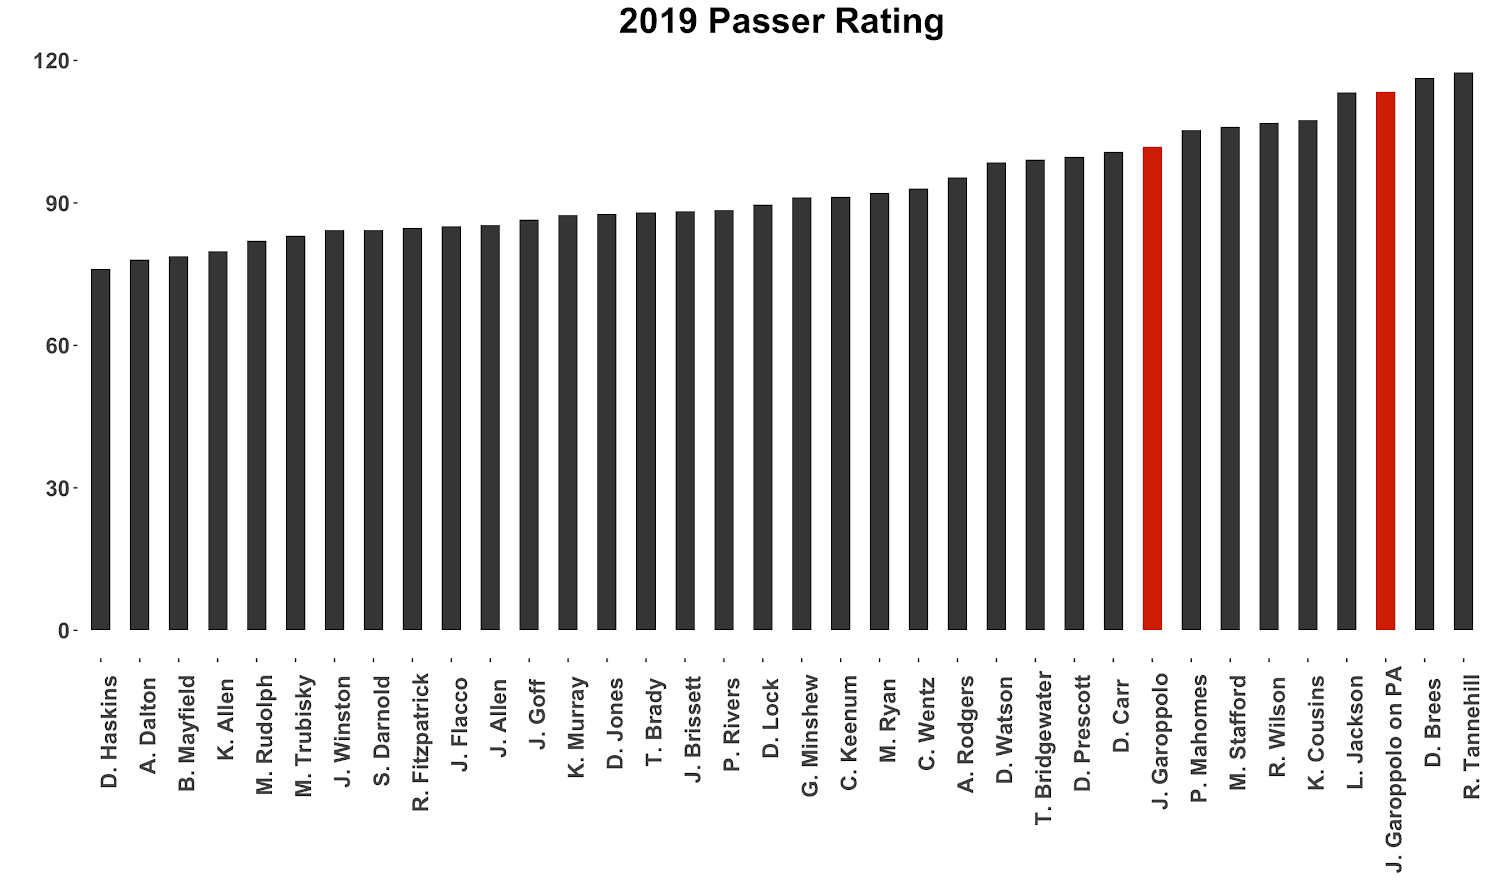 2019 Passer Rating
120
90
60
30
0
D. Haskins
A. Dalton
B. Mayfield
K. Allen
M. Rudolph
M. Trubisky
J. Winston
S. Darnold
R. Fitzpatrick
J. Flacco
J. Allen
J. Goff
K. Murray
D. Jones
T. Brady
J. Brissett
P. Rivers
D. Lock
G. Minshew
C. Keenum
M. Ryan
C. Wentz
A. Rodgers
D. Watson
T. Bridgewater
D. Prescott
D. Carr
J. Garoppolo
P. Mahomes
M. Stafford
R. Wilson
K. Cousins
L. Jackson
J. Garoppolo on PA
D. Brees
R. Tannehill